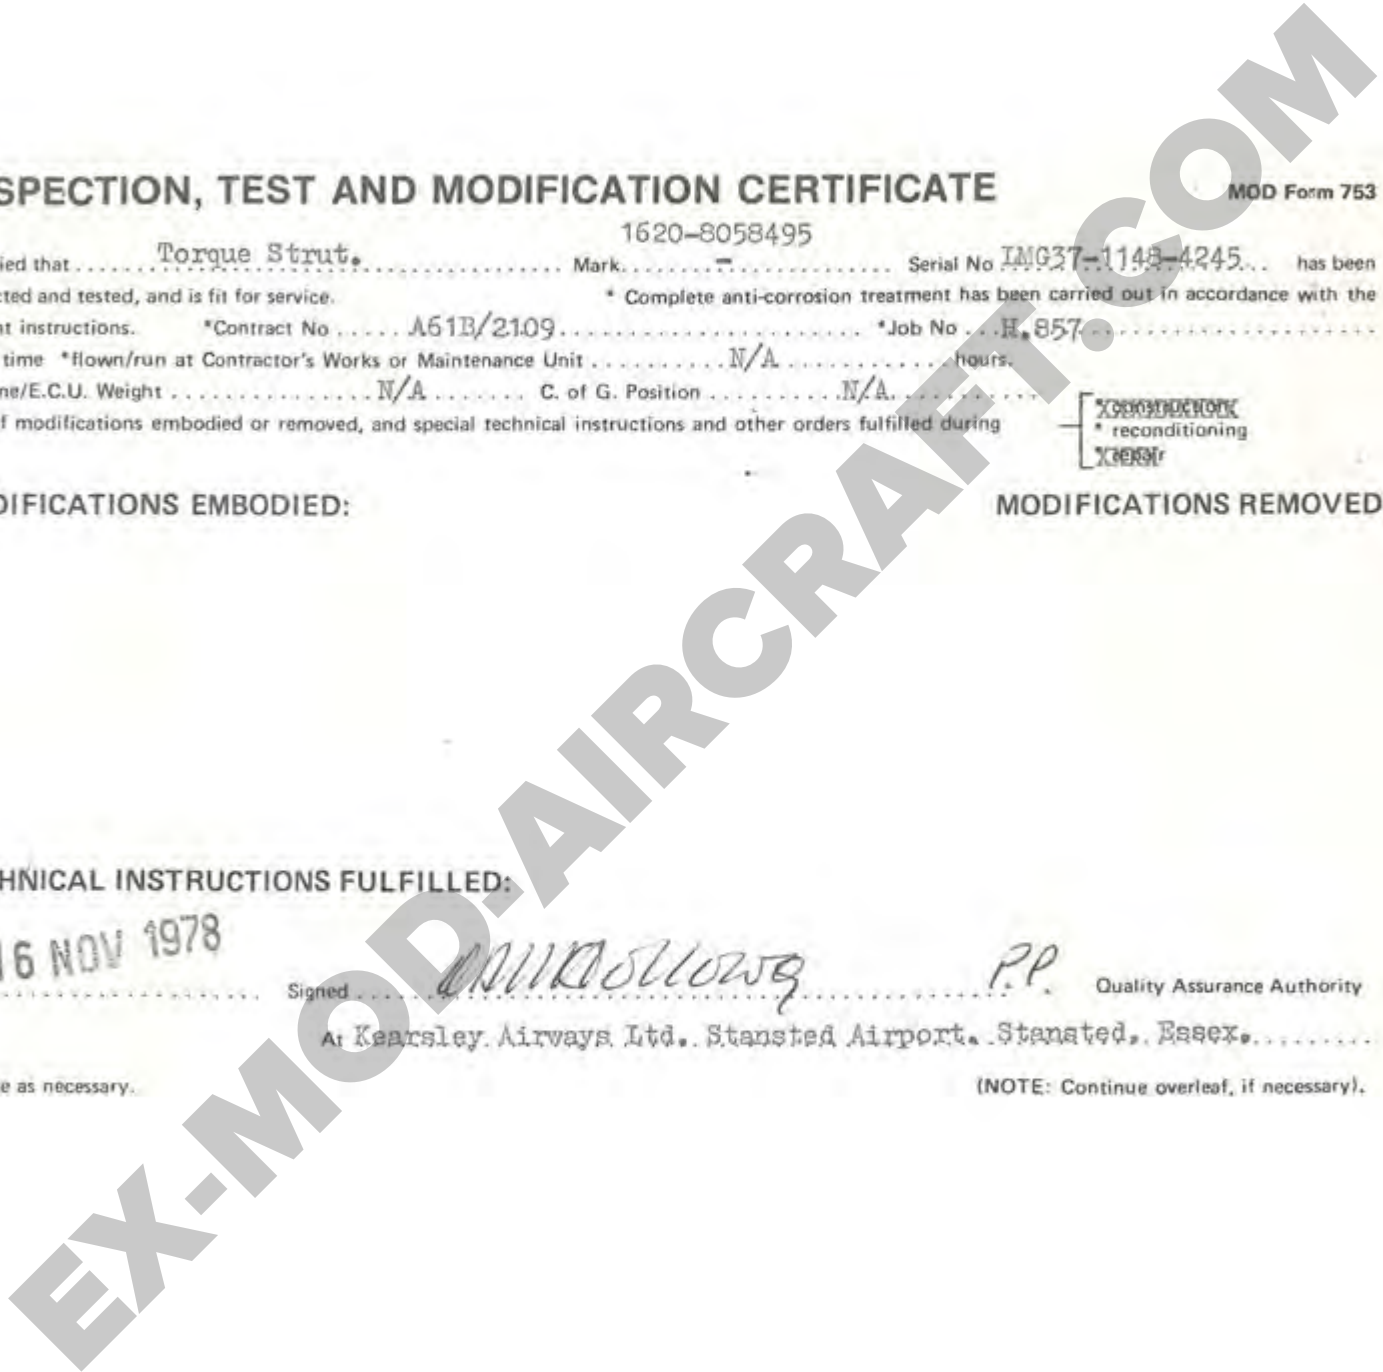 SPECTION, TEST AND MODIFICATION CERTIFICATE MOD Form 753
1620-8058495
ied that ....... Torque Strut. .................. Mark........-............. Serial No IMG37-1148-4245... has been
ted and tested, and is fit for service. * Complete anti-corrosion treatment has been carried out in accordance with the
t instructions. *Contract No ..... A61B/2109....................... *Job No ...H.857......................
time *flown/run at Contractor's Works or Maintenance Unit ..........N/A............hours.
ne/E.C.U. Weight ...............N/A....... C. of G. Position ..........N/A.............
f modifications embodied or removed, and special technical instructions and other orders fulfilled during
*construction
* reconditioning
*repair
DIFICATIONS EMBODIED: MODIFICATIONS REMOVED
HNICAL INSTRUCTIONS FULFILLED:
16 NOV 1978
Signed P.P. Quality Assurance Authority
At Kearsley Airways Ltd. Stansted Airport. Stansted, Essex.
e as necessary. (NOTE: Continue overleaf, if necessary).
EX-MOD-AIRCRAFT.COM